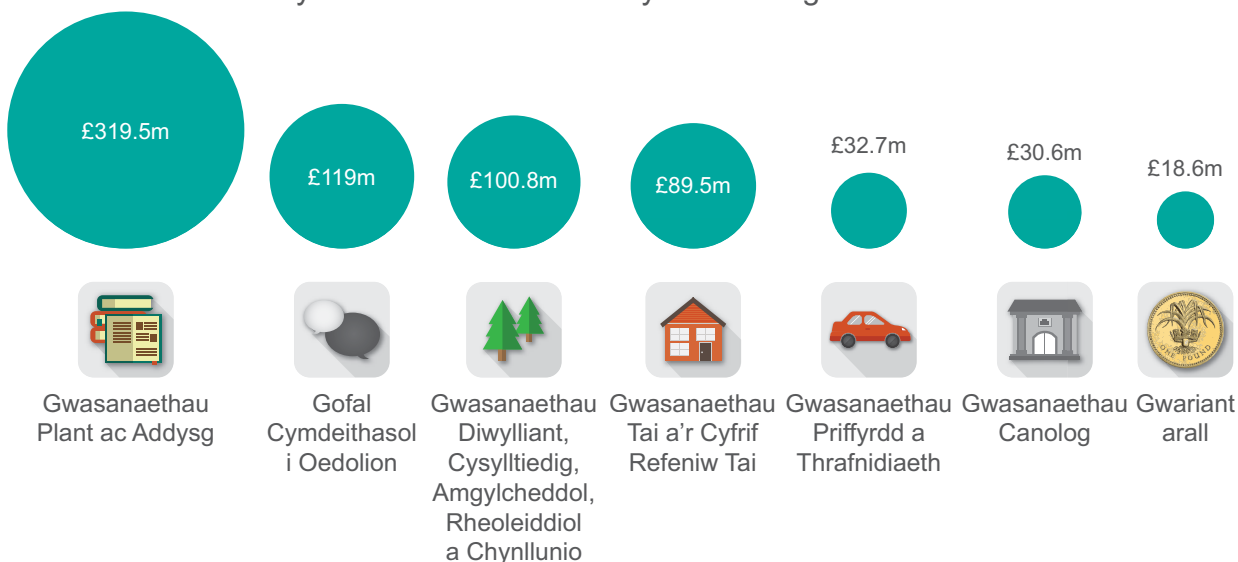 £319.5m
£119m
£100.8m
£89.5m
£32.7m
£30.6m
£18.6m
ONE POUND
Gwasanaethau
Plant ac Addysg
Gofal
Cymdeithasol
i Oedolion
Gwasanaethau
Diwylliant,
Cysylltiedig,
Amgylcheddol,
Rheoleiddiol
a Chynllunio
Gwasanaethau
Tai a'r Cyfrif
Refeniw Tai
Gwasanaethau
Priffyrdd a
Thrafnidiaeth
Gwasanaethau
Canolog
Gwariant
arall